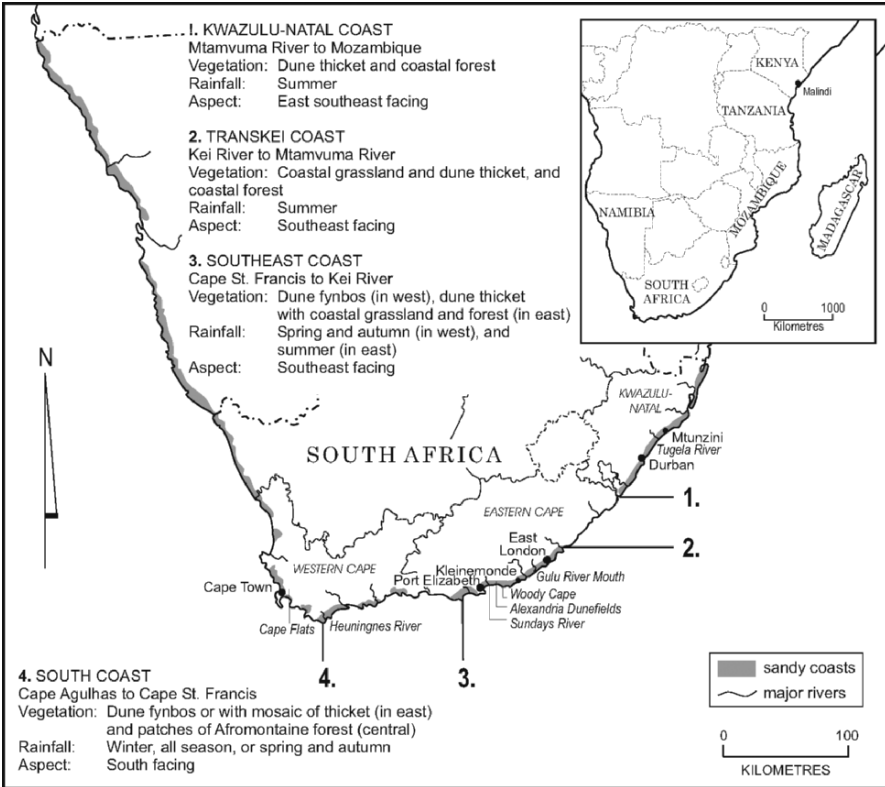 1. KWAZULU-NATAL COAST
Mtamvuma River to Mozambique
Vegetation: Dune thicket and coastal forest
Rainfall: Summer
Aspect: East southeast facing
2. TRANSKEI COAST
Kei River to Mtamvuma River
Vegetation: Coastal grassland and dune thicket, and
coastal forest
Rainfall: Summer
Aspect: Southeast facing
3. SOUTHEAST COAST
Cape St. Francis to Kei River
Vegetation: Dune fynbos (in west), dune thicket
with coastal grassland and forest (in east)
Rainfall: Spring and autumn (in west), and
summer (in east)
Aspect: Southeast facing
KENYA
Malindi
TANZANIA
MOZAMBIQUE
MADAGASCAR
NAMIBIA
SOUTH
AFRICA
0 1000
Kilometres
N
SOUTH AFRICA
KWAZULU-
NATAL
Mtunzini
Tugela River
Durban
1.
EASTERN CAPE
2.
East
London
WESTERN CAPE
Kleinemonde
Port Elizabeth
Gulu River Mouth
Woody Cape
Alexandria Dunefields
Sundays River
Cape Town
Cape Flats
Heuningnes River
4.
3.
4. SOUTH COAST
Cape Agulhas to Cape St. Francis
Vegetation: Dune fynbos or with mosaic of thicket (in east)
and patches of Afromontaine forest (central)
Rainfall: Winter, all season, or spring and autumn
Aspect: South facing
sandy coasts
major rivers
0 100
KILOMETRES